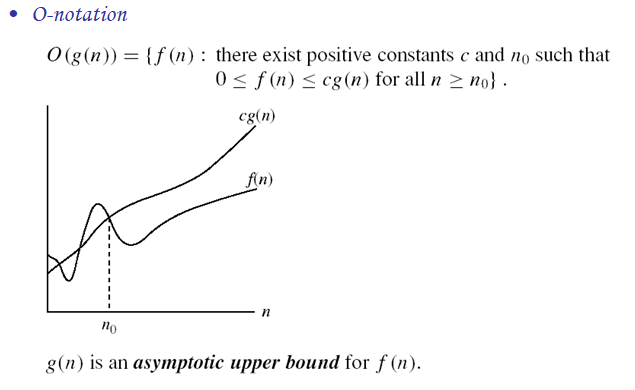 • O-notation
O(g(n)) = {f(n) : there exist positive constants c and n₀ such that
0 ≤ f(n) ≤ cg(n) for all n ≥ n₀} .
cg(n)
f(n)
n
n₀
g(n) is an asymptotic upper bound for f(n).